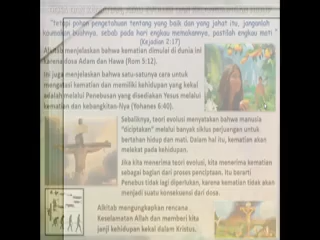 "Tetapi pohon pengetahuan tentang yang baik dan yang jahat itu, janganlah
kaumakan buahnya, sebab pada hari engkau memakannya, pastilah engkau mati "
(Kejadian 2:17)
Alkitab menjelaskan bahwa kematian dimulai di dunia ini
karena dosa Adam dan Hawa (Rom 5:12).
Ini juga menjelaskan bahwa satu-satunya cara untuk
mengatasi kematian dan memiliki kehidupan yang kekal
adalah melalui Penebusan yang disediakan Yesus melalui
kematian dan kebangkitan-Nya (Yohanes 6:40).
Sebaliknya, teori evolusi menyatakan bahwa manusia
"diciptakan" melalui banyak siklus perjuangan untuk
bertahan hidup dan mati. Dalam hal itu, kematian akan
melekat pada kehidupan.
Jika kita menerima teori evolusi, kita menerima kematian
sebagai bagian dari proses penciptaan. Itu berarti
Penebus tidak lagi diperlukan, karena kematian tidak akan
menjadi suatu konsekuensi dari dosa.
Alkitab mengungkapkan rencana
Keselamatan Allah dan memberi kita
janji kehidupan kekal dalam Kristus.